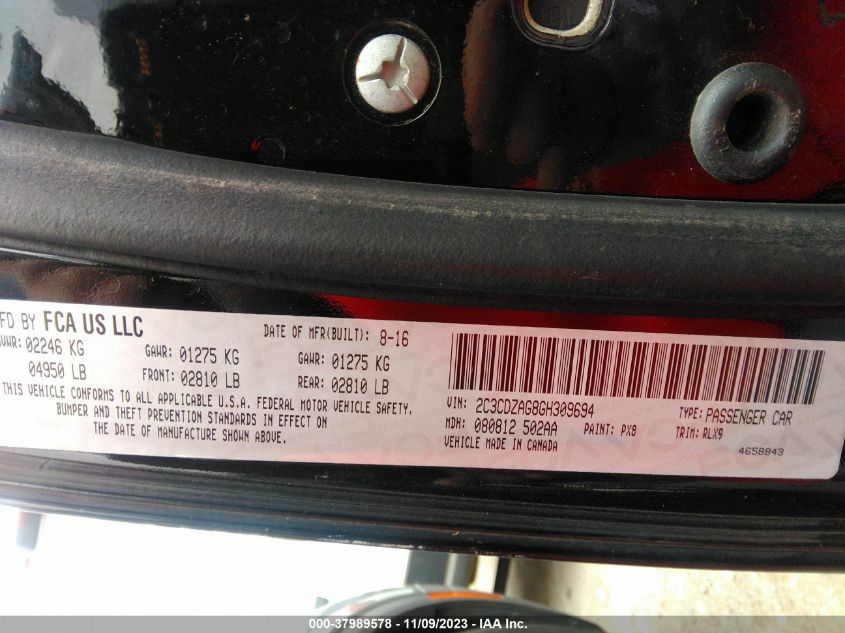 FD BY FCA US LLC
DATE OF MFR(BUILT): 8-16
GVWR: 02246 KG
04950 LB
GAWR: 01275 KG
FRONT: 02810 LB
GAWR: 01275 KG
REAR: 02810 LB
THIS VEHICLE CONFORMS TO ALL APPLICABLE U.S.A. FEDERAL MOTOR VEHICLE SAFETY,
BUMPER AND THEFT PREVENTION STANDARDS IN EFFECT ON
THE DATE OF MANUFACTURE SHOWN ABOVE.
VIN: 2C3CDZAG8GH309694
TYPE: PASSENGER CAR
MDH: 080812 502AA
PAINT: PX8
TRIM: RLX9
VEHICLE MADE IN CANADA
4658843
000-37989578 - 11/09/2023 - IAA Inc.